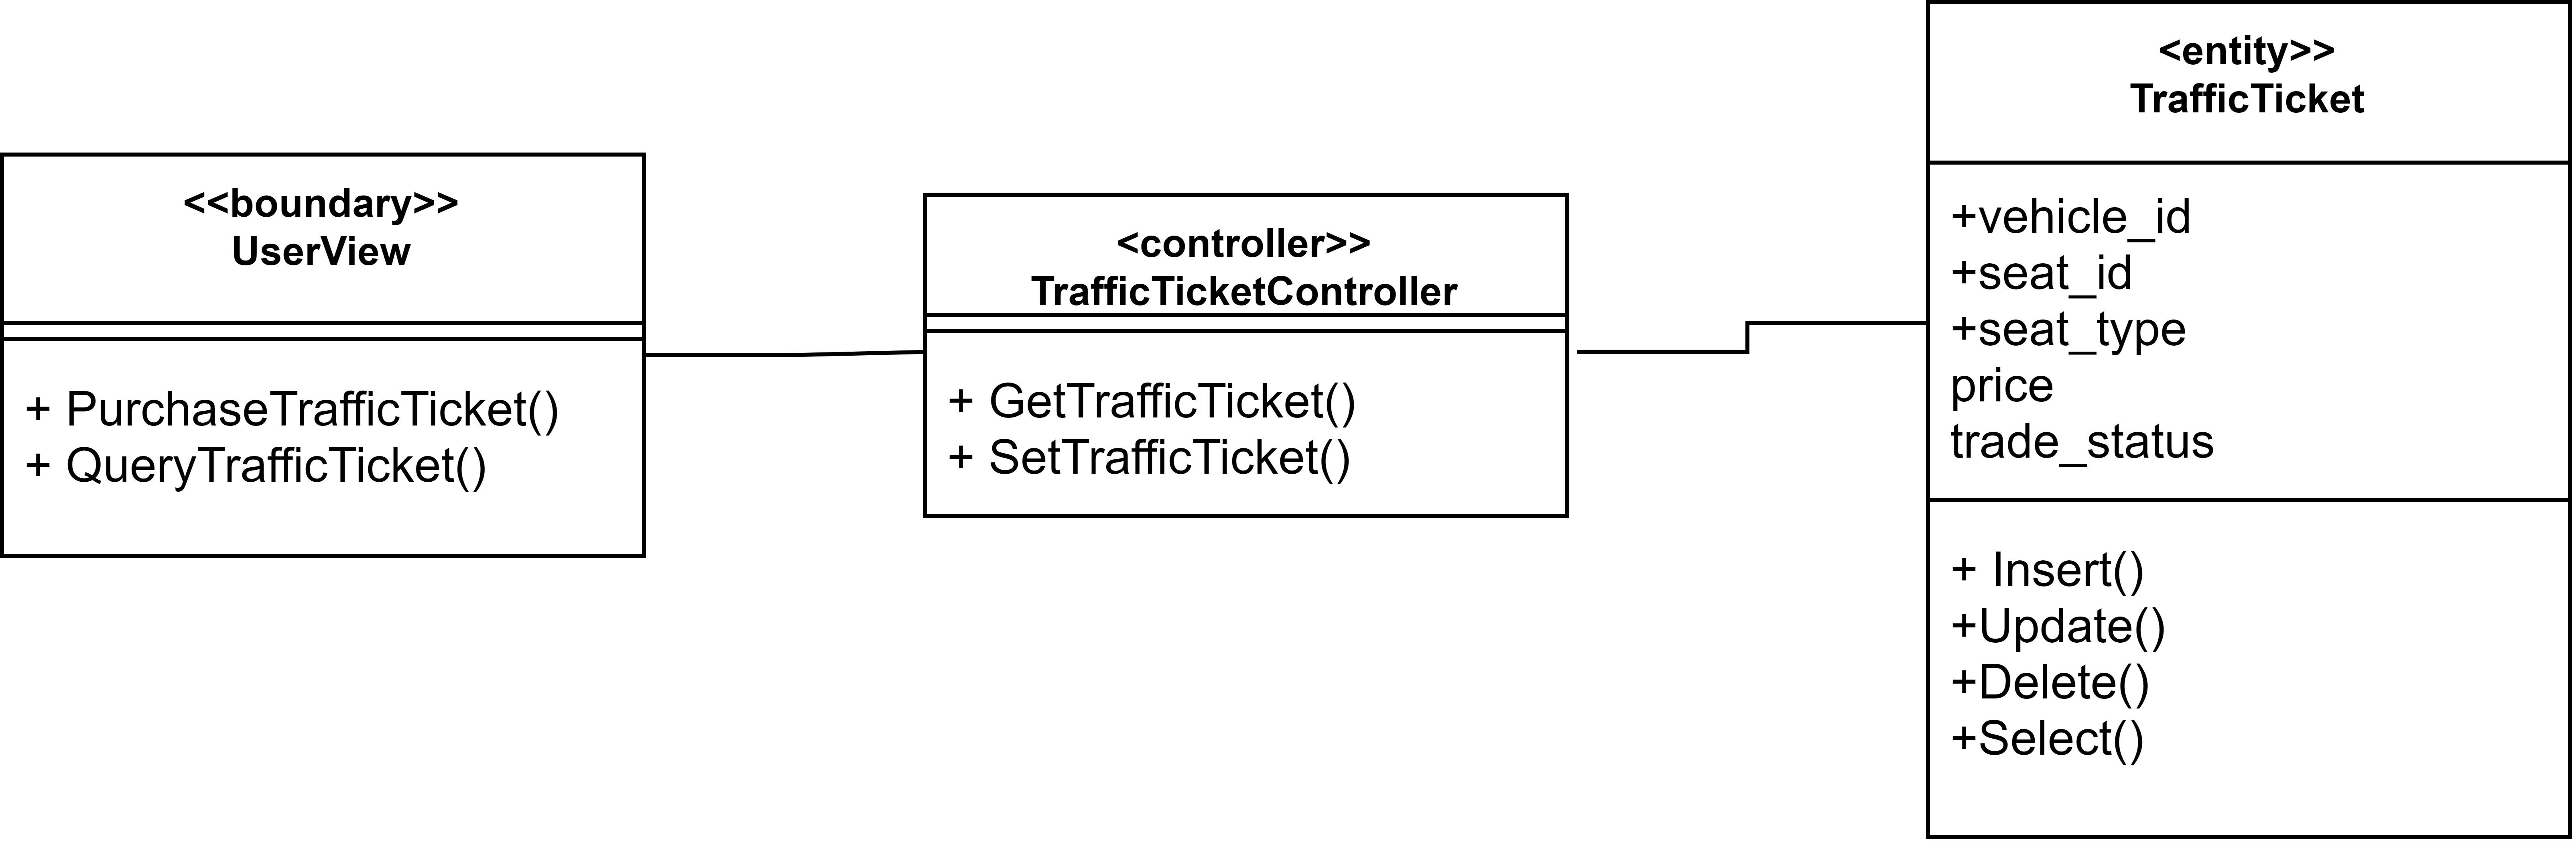 <<boundary>>
UserView
+ PurchaseTrafficTicket()
+ QueryTrafficTicket()
<controller>>
TrafficTicketController
+ GetTrafficTicket()
+ SetTrafficTicket()
<entity>>
TrafficTicket
+vehicle_id
+seat_id
+seat_type
price
trade_status
+ Insert()
+Update()
+Delete()
+Select()